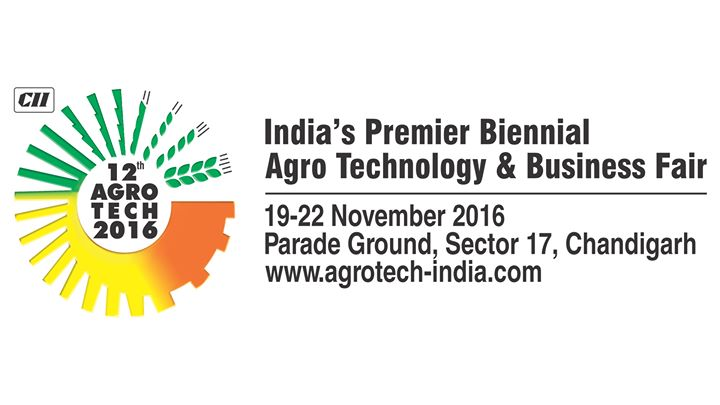 CII
12th
AGRO
TECH
2016
India's Premier Biennial
Agro Technology & Business Fair
19-22 November 2016
Parade Ground, Sector 17, Chandigarh
www.agrotech-india.com